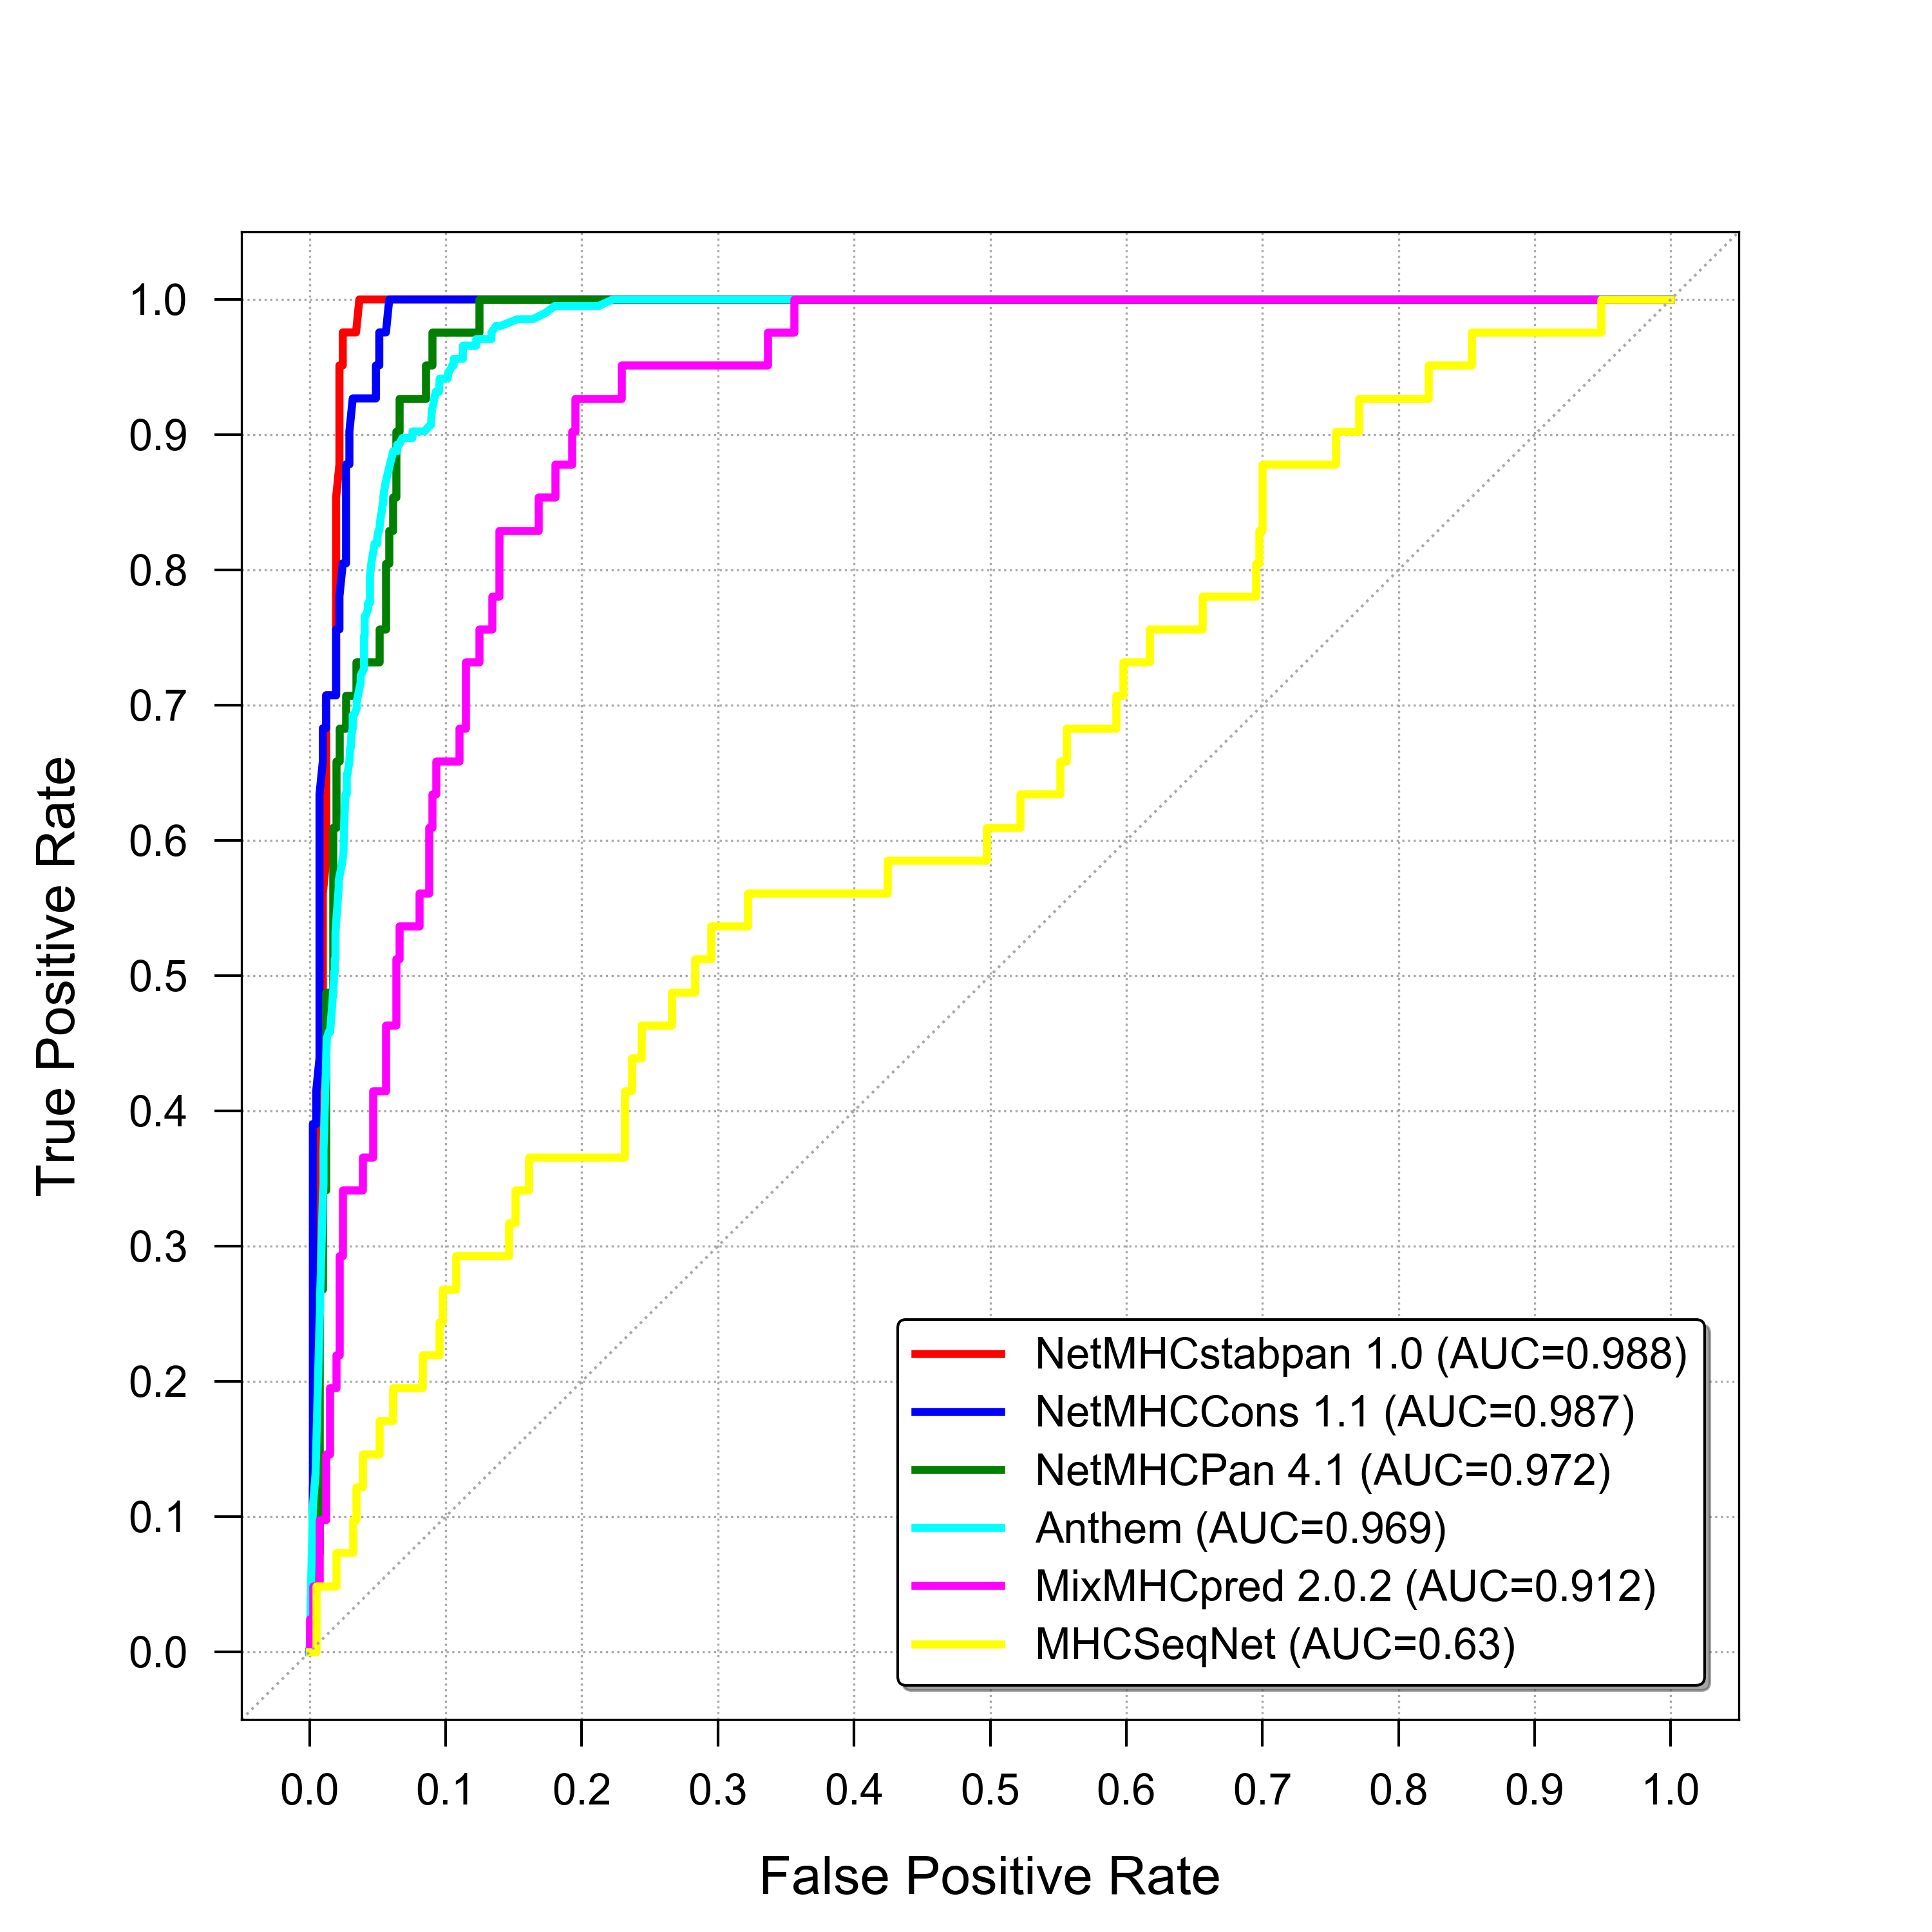 1.0
0.9
0.8
0.7
0.6
0.5
0.4
0.3
0.2
0.1
0.0
True Positive Rate
NetMHCstabpan 1.0 (AUC=0.988)
NetMHCCons 1.1 (AUC=0.987)
NetMHCPan 4.1 (AUC=0.972)
Anthem (AUC=0.969)
MixMHCpred 2.0.2 (AUC=0.912)
MHCSeqNet (AUC=0.63)
0.0 0.1 0.2 0.3 0.4 0.5 0.6 0.7 0.8 0.9 1.0
False Positive Rate